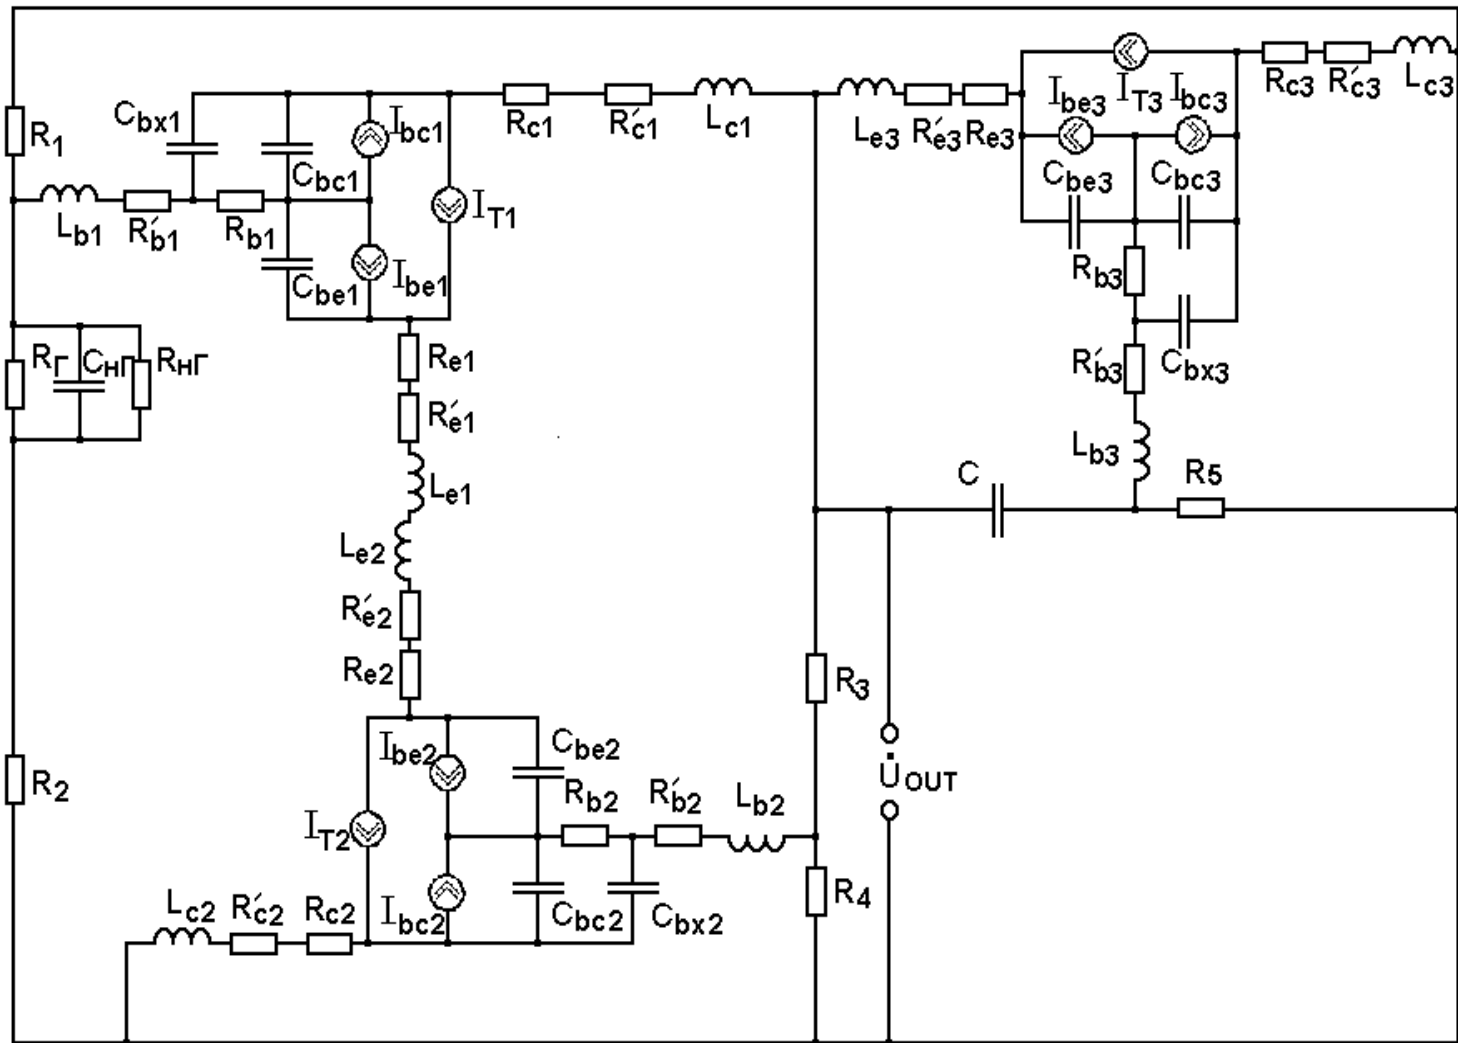 R1
Cbx1
Cbc1
Ibc1
IT1
Lb1
R′b1
Rb1
Cbe1
Ibe1
Rc1
R′c1
Lc1
Le3
R′e3
Re3
Ibe3
IT3
Ibc3
Rc3
R′c3
Lc3
Cbe3
Cbc3
Rb3
R′b3
Cbx3
Lb3
RГ
CНГ
RНГ
Re1
R′e1
Le1
Le2
R′e2
Re2
C
R5
R3
R2
Ibe2
Cbe2
IT2
Rb2
R′b2
Lb2
U̇OUT
Ibc2
Cbc2
Cbx2
R4
Lc2
R′c2
Rc2